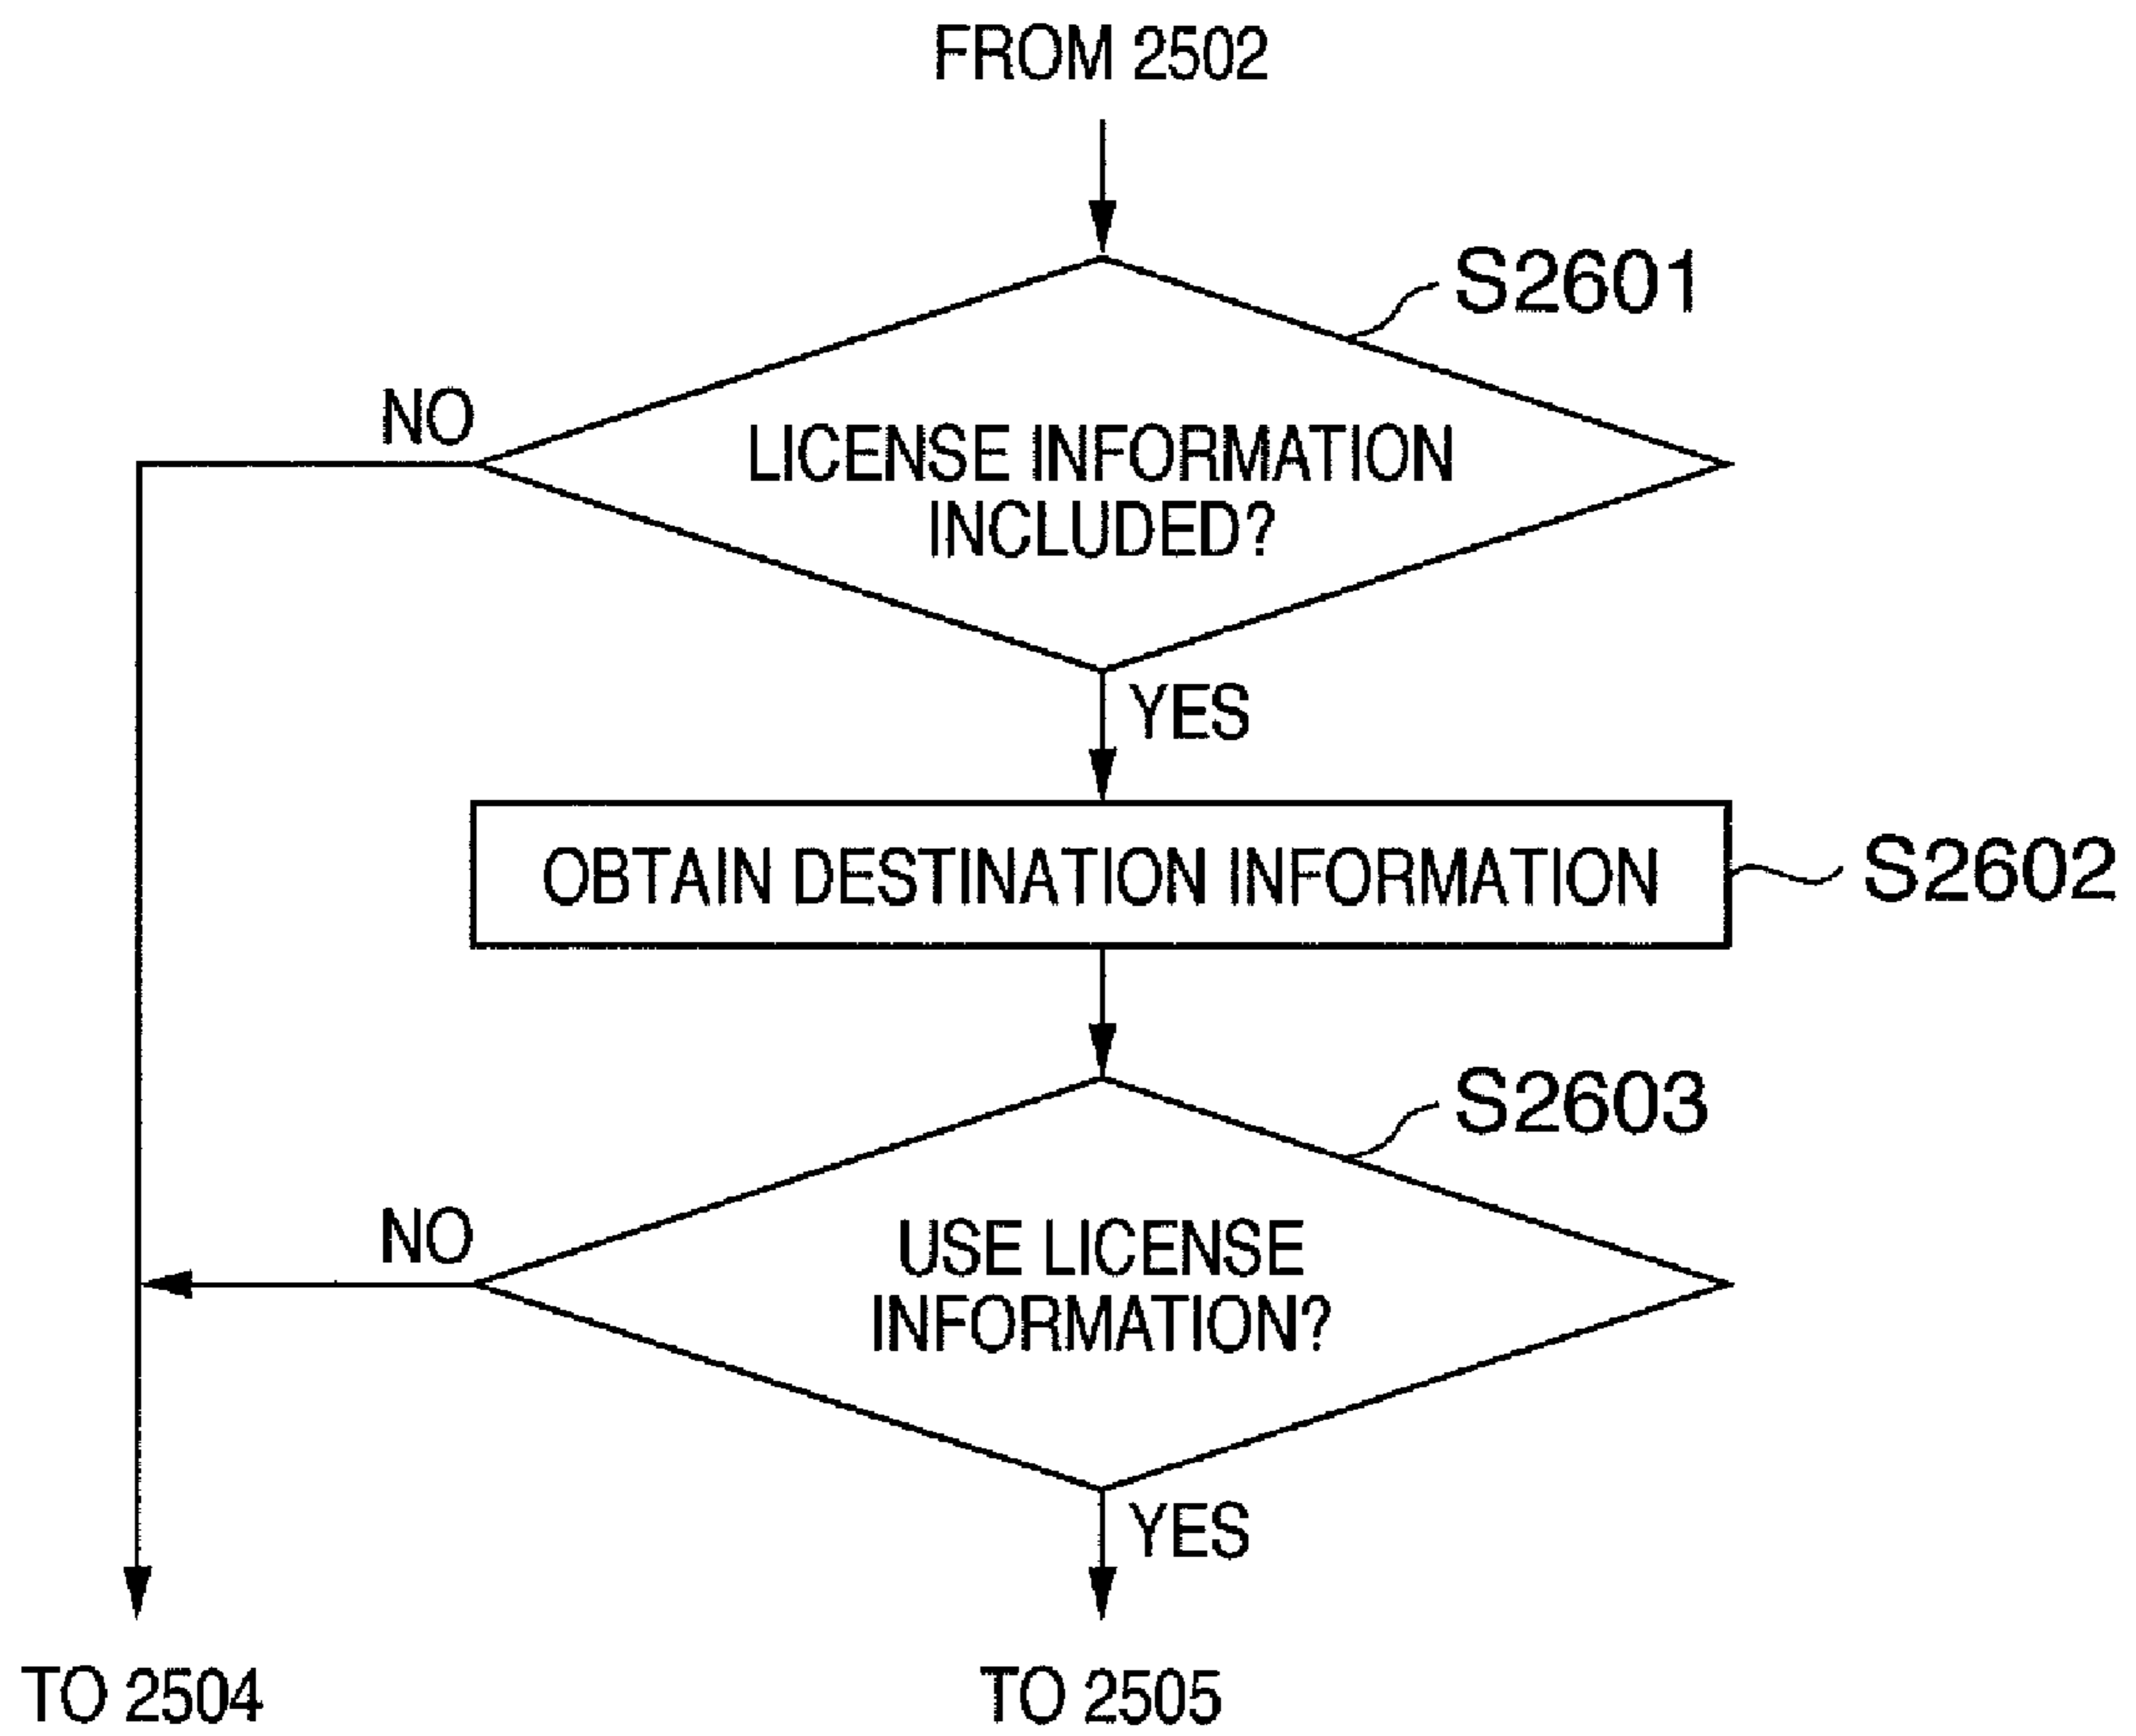 FROM 2502
S2601
NO
LICENSE INFORMATION
INCLUDED?
YES
OBTAIN DESTINATION INFORMATION
S2602
S2603
NO
USE LICENSE
INFORMATION?
YES
TO 2504
TO 2505